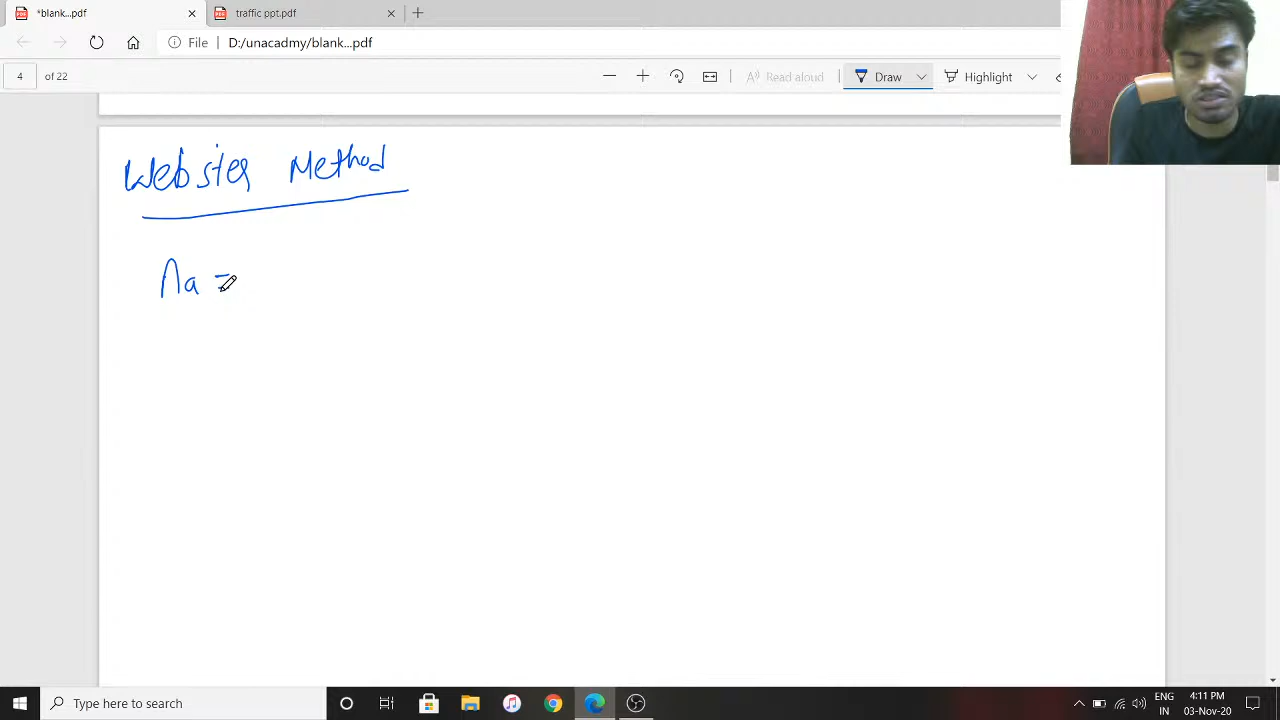 *blank...pdf
traffic ppt.pdf
File D:/unacadmy/blank...pdf
4 of 22 Read aloud Draw Highlight
Webster Method
na =
Type here to search
ENG 4:11 PM
IN 03-Nov-20